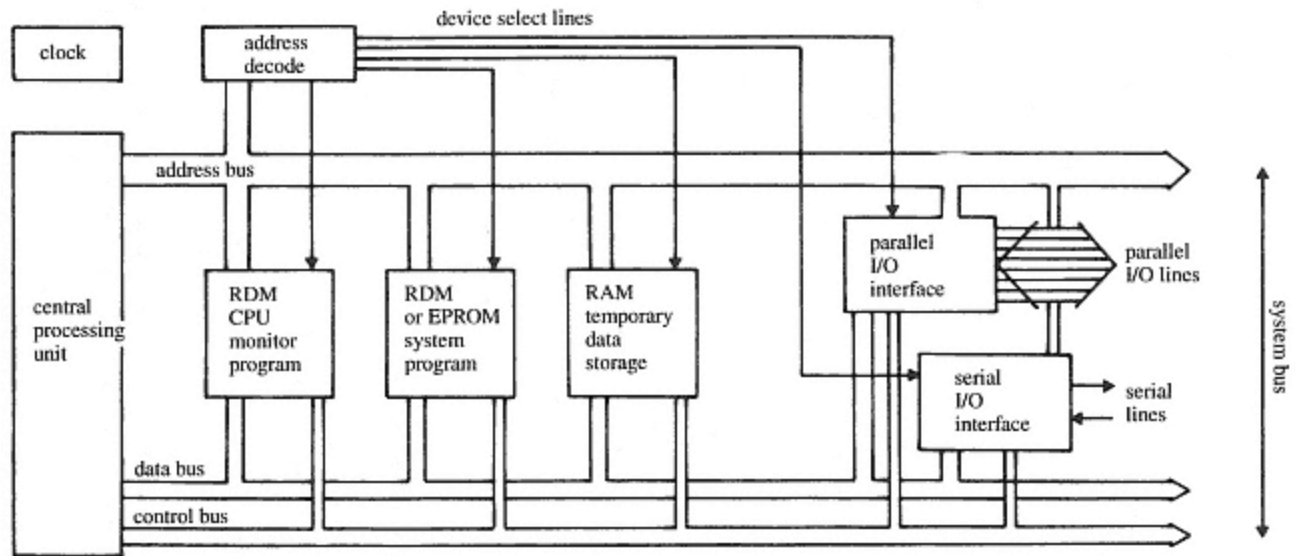 device select lines
clock
address
decode
address bus
central
processing
unit
RDM
CPU
monitor
program
RDM
or EPROM
system
program
RAM
temporary
data
storage
parallel
I/O
interface
parallel
I/O lines
serial
I/O
interface
serial
lines
system bus
data bus
control bus